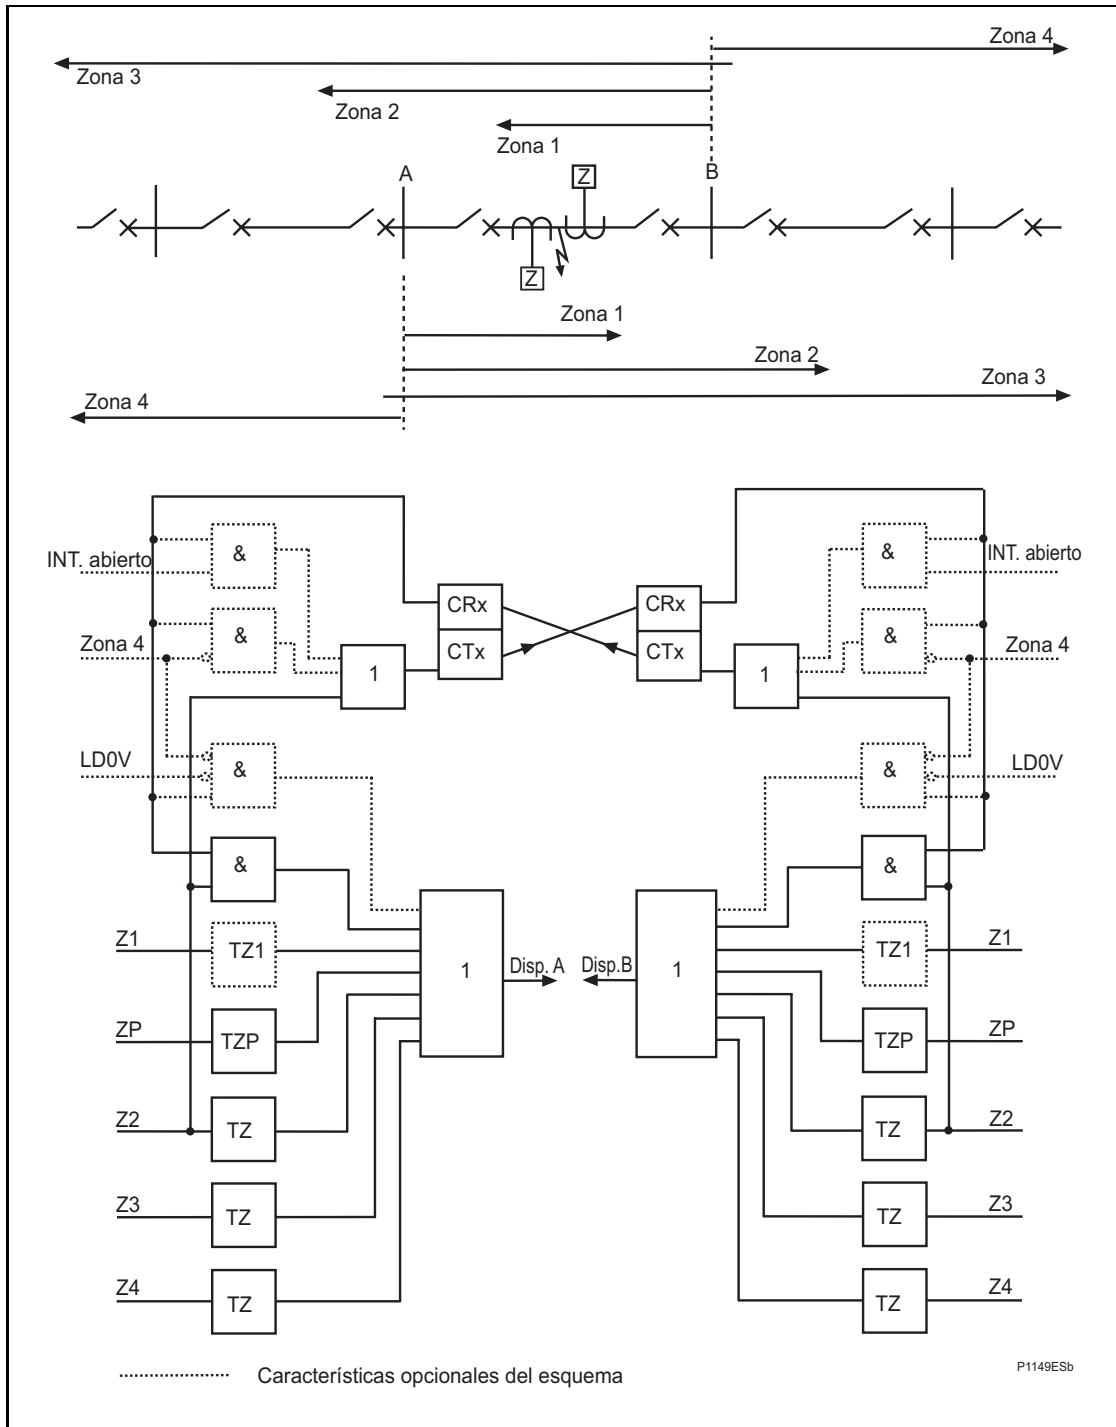 Zona 4
Zona 3
Zona 2
Zona 1
A
B
Z
Z
Zona 1
Zona 2
Zona 3
Zona 4
& &
INT. abierto INT. abierto
CRx CRx
& &
Zona 4 Zona 4
CTx CTx
1 1
LD0V LD0V
& &
& &
Z1 TZ1 TZ1 Z1
1 Disp. A Disp.B 1
ZP TZP TZP ZP
Z2 TZ TZ Z2
Z3 TZ TZ Z3
Z4 TZ TZ Z4
Características opcionales del esquema
P1149ESb